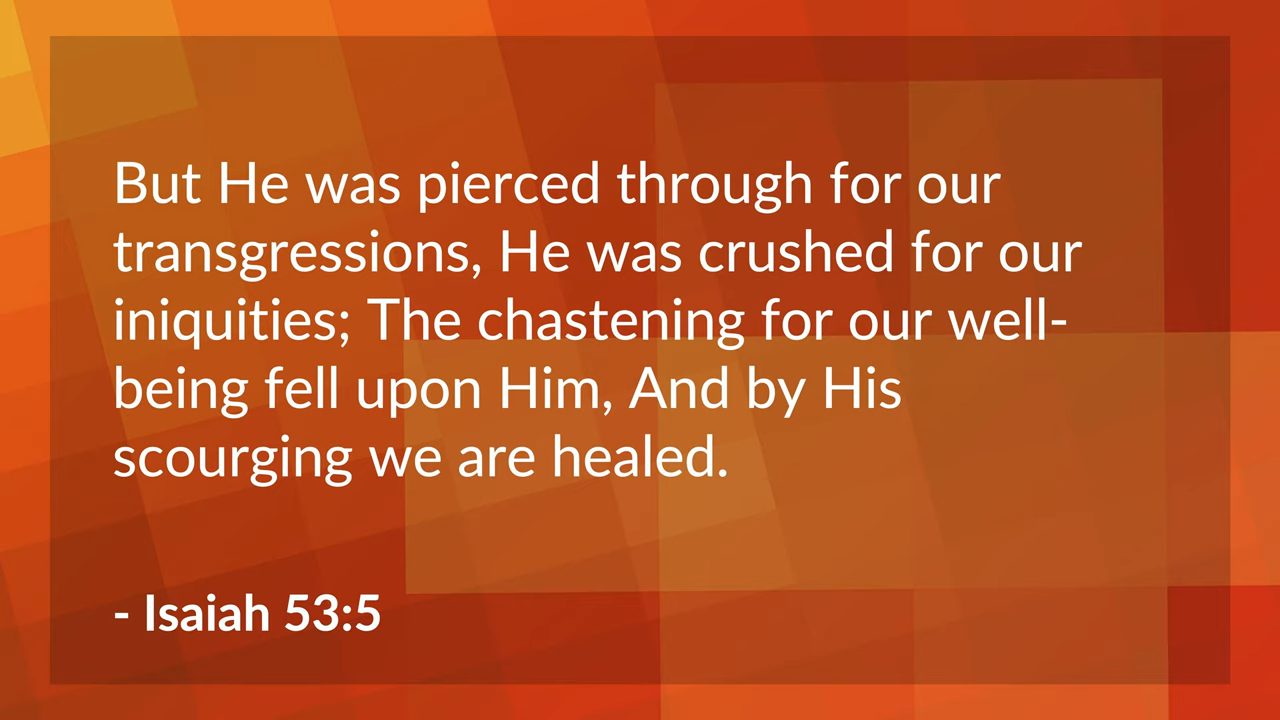 But He was pierced through for our
transgressions, He was crushed for our
iniquities; The chastening for our well-
being fell upon Him, And by His
scourging we are healed.
- Isaiah 53:5